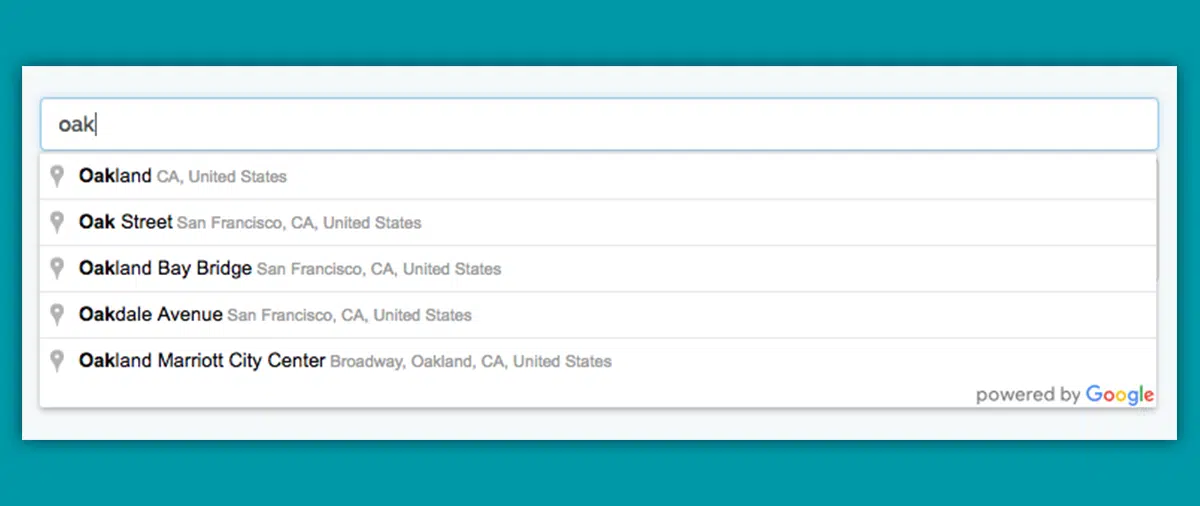 oak
Oakland CA, United States
Oak Street San Francisco, CA, United States
Oakland Bay Bridge San Francisco, CA, United States
Oakdale Avenue San Francisco, CA, United States
Oakland Marriott City Center Broadway, Oakland, CA, United States
powered by Google